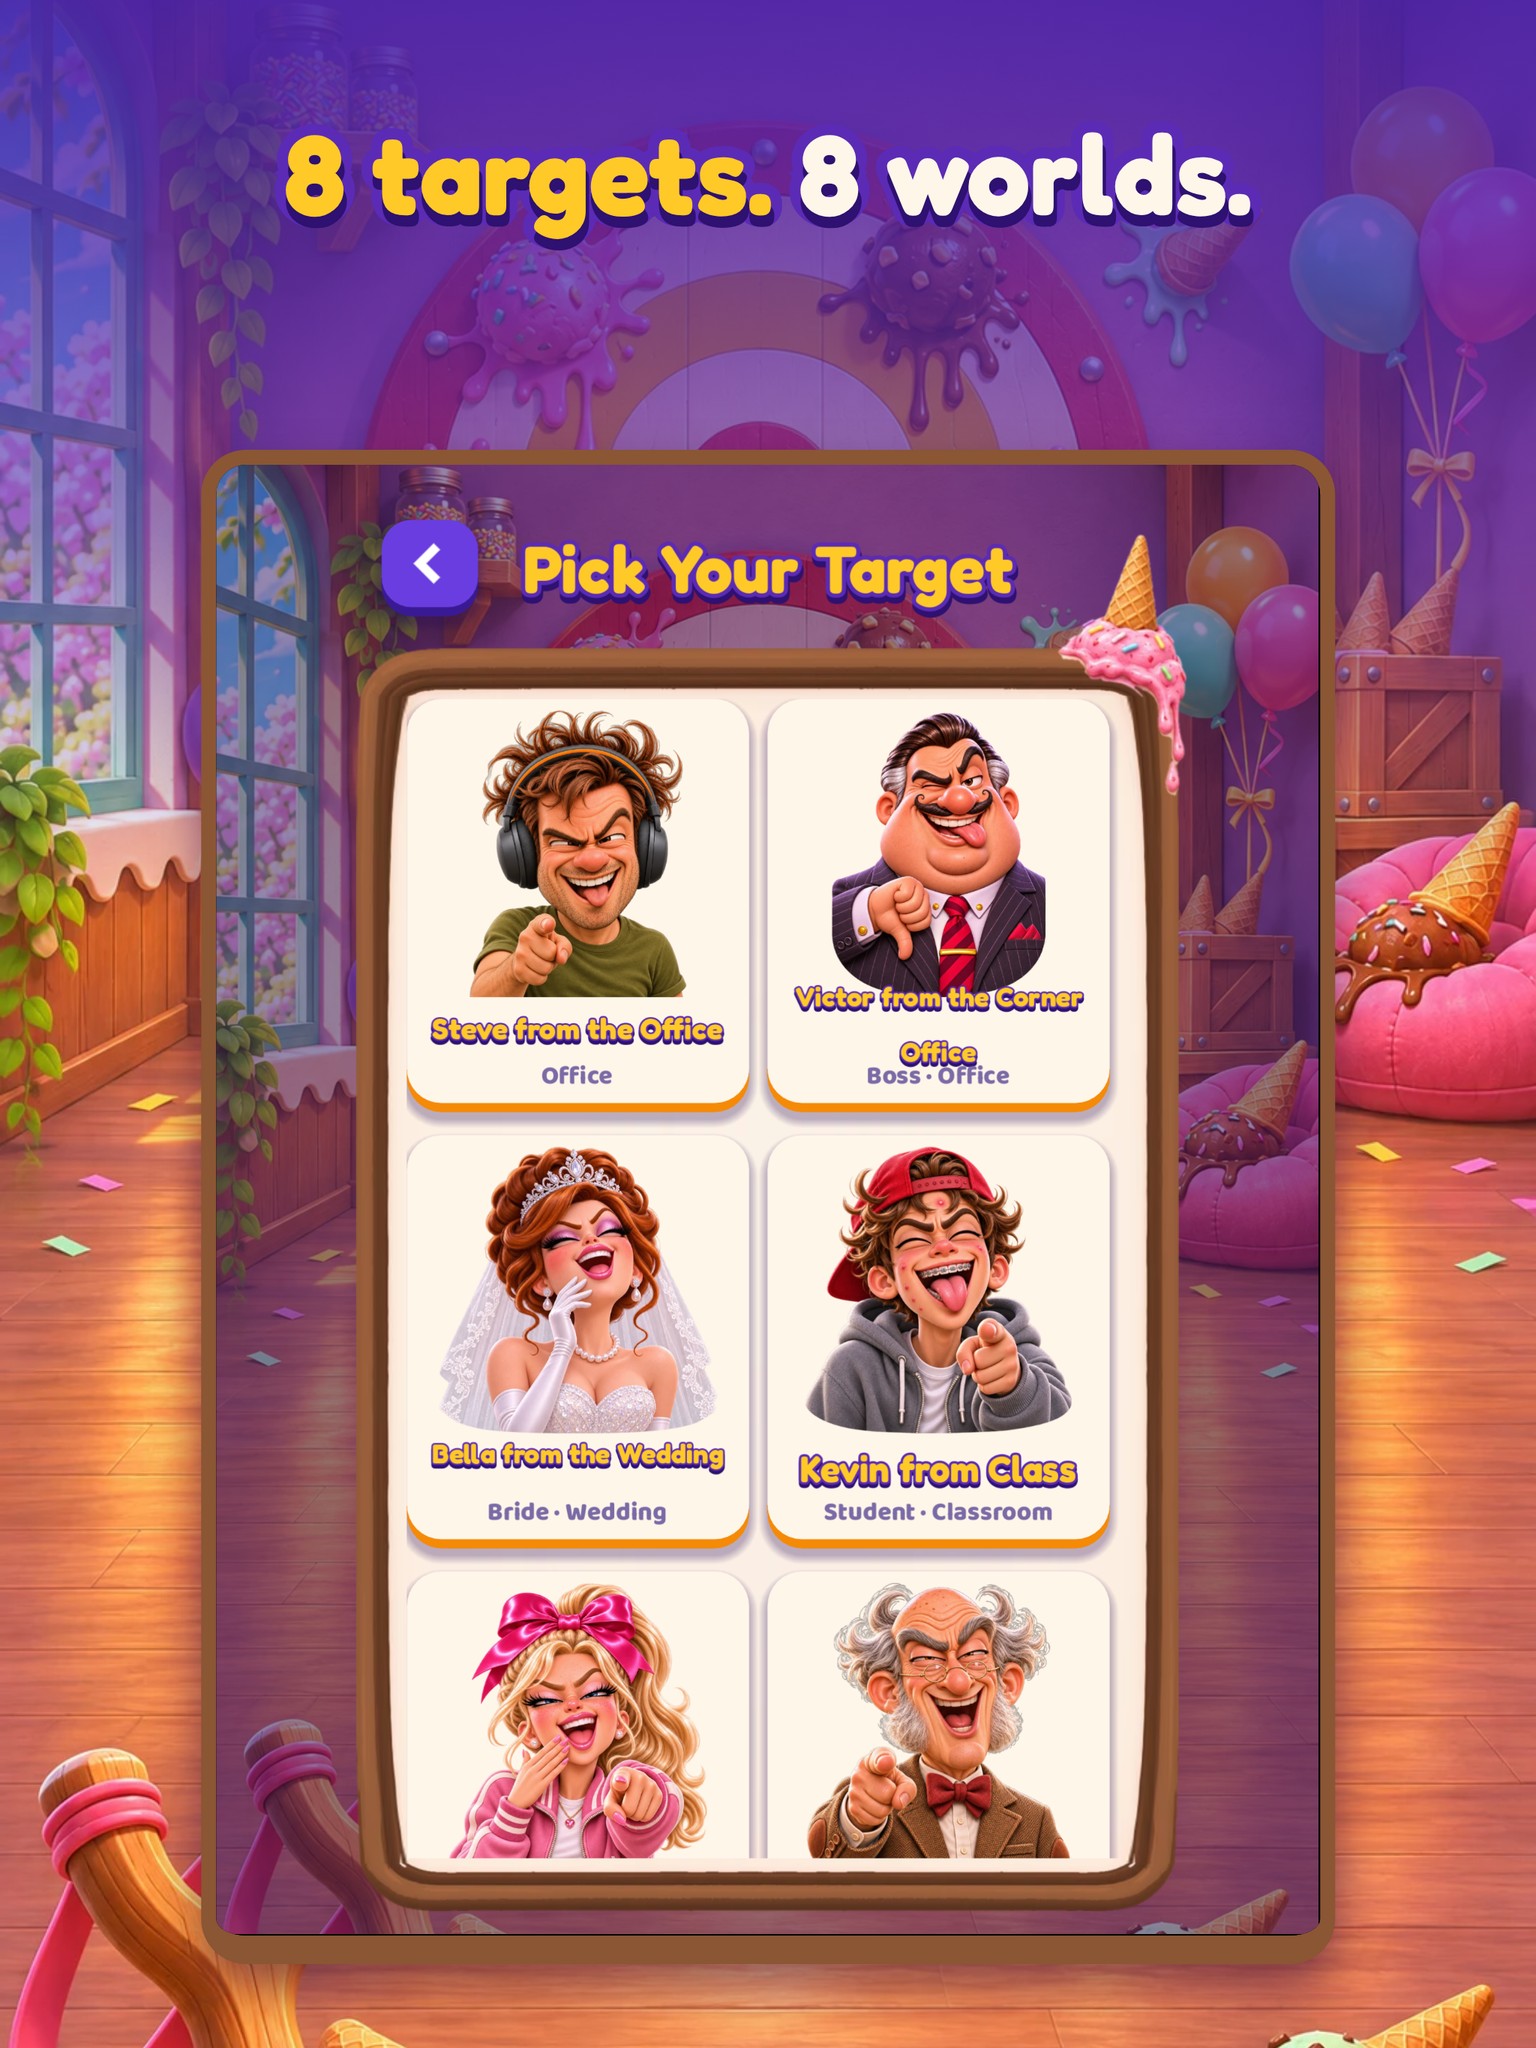 8 targets. 8 worlds.
Pick Your Target
Steve from the Office
Office
Victor from the Corner
Office
Boss · Office
Bella from the Wedding
Bride · Wedding
Kevin from Class
Student · Classroom